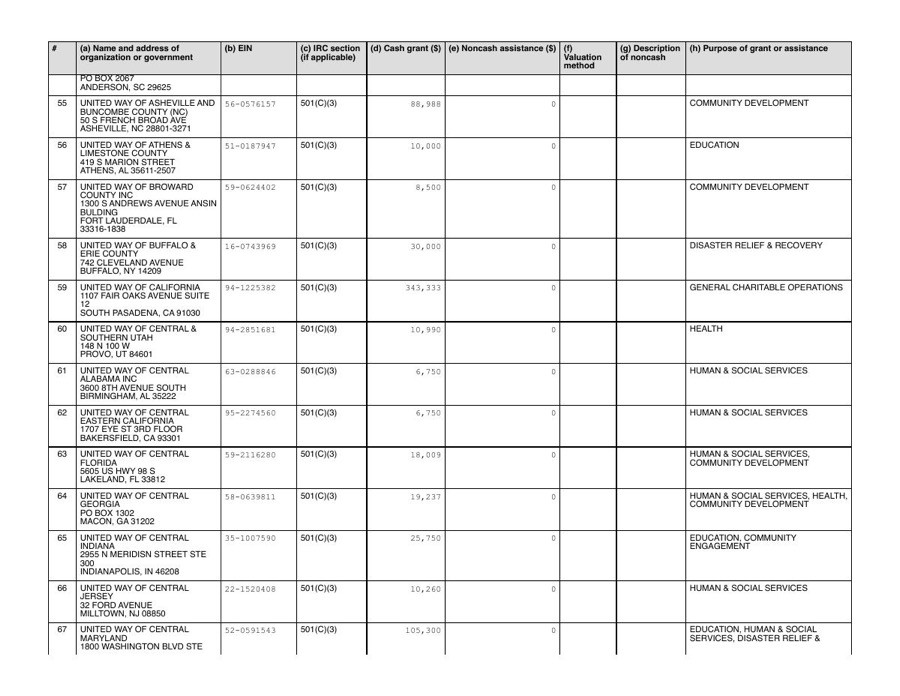 # (a) Name and address of organization or government (b) EIN (c) IRC section (if applicable) (d) Cash grant ($) (e) Noncash assistance ($) (f) Valuation method (g) Description of noncash (h) Purpose of grant or assistance
PO BOX 2067
ANDERSON, SC 29625
55 UNITED WAY OF ASHEVILLE AND 56-0576157 501(C)(3) 88,988 0 COMMUNITY DEVELOPMENT
BUNCOMBE COUNTY (NC)
50 S FRENCH BROAD AVE
ASHEVILLE, NC 28801-3271
56 UNITED WAY OF ATHENS & 51-0187947 501(C)(3) 10,000 0 EDUCATION
LIMESTONE COUNTY
419 S MARION STREET
ATHENS, AL 35611-2507
57 UNITED WAY OF BROWARD 59-0624402 501(C)(3) 8,500 0 COMMUNITY DEVELOPMENT
COUNTY INC
1300 S ANDREWS AVENUE ANSIN
BULDING
FORT LAUDERDALE, FL
33316-1838
58 UNITED WAY OF BUFFALO & 16-0743969 501(C)(3) 30,000 0 DISASTER RELIEF & RECOVERY
ERIE COUNTY
742 CLEVELAND AVENUE
BUFFALO, NY 14209
59 UNITED WAY OF CALIFORNIA 94-1225382 501(C)(3) 343,333 0 GENERAL CHARITABLE OPERATIONS
1107 FAIR OAKS AVENUE SUITE
12
SOUTH PASADENA, CA 91030
60 UNITED WAY OF CENTRAL & 94-2851681 501(C)(3) 10,990 0 HEALTH
SOUTHERN UTAH
148 N 100 W
PROVO, UT 84601
61 UNITED WAY OF CENTRAL 63-0288846 501(C)(3) 6,750 0 HUMAN & SOCIAL SERVICES
ALABAMA INC
3600 8TH AVENUE SOUTH
BIRMINGHAM, AL 35222
62 UNITED WAY OF CENTRAL 95-2274560 501(C)(3) 6,750 0 HUMAN & SOCIAL SERVICES
EASTERN CALIFORNIA
1707 EYE ST 3RD FLOOR
BAKERSFIELD, CA 93301
63 UNITED WAY OF CENTRAL 59-2116280 501(C)(3) 18,009 0 HUMAN & SOCIAL SERVICES,
FLORIDA COMMUNITY DEVELOPMENT
5605 US HWY 98 S
LAKELAND, FL 33812
64 UNITED WAY OF CENTRAL 58-0639811 501(C)(3) 19,237 0 HUMAN & SOCIAL SERVICES, HEALTH,
GEORGIA COMMUNITY DEVELOPMENT
PO BOX 1302
MACON, GA 31202
65 UNITED WAY OF CENTRAL 35-1007590 501(C)(3) 25,750 0 EDUCATION, COMMUNITY
INDIANA ENGAGEMENT
2955 N MERIDISN STREET STE
300
INDIANAPOLIS, IN 46208
66 UNITED WAY OF CENTRAL 22-1520408 501(C)(3) 10,260 0 HUMAN & SOCIAL SERVICES
JERSEY
32 FORD AVENUE
MILLTOWN, NJ 08850
67 UNITED WAY OF CENTRAL 52-0591543 501(C)(3) 105,300 0 EDUCATION, HUMAN & SOCIAL
MARYLAND SERVICES, DISASTER RELIEF &
1800 WASHINGTON BLVD STE